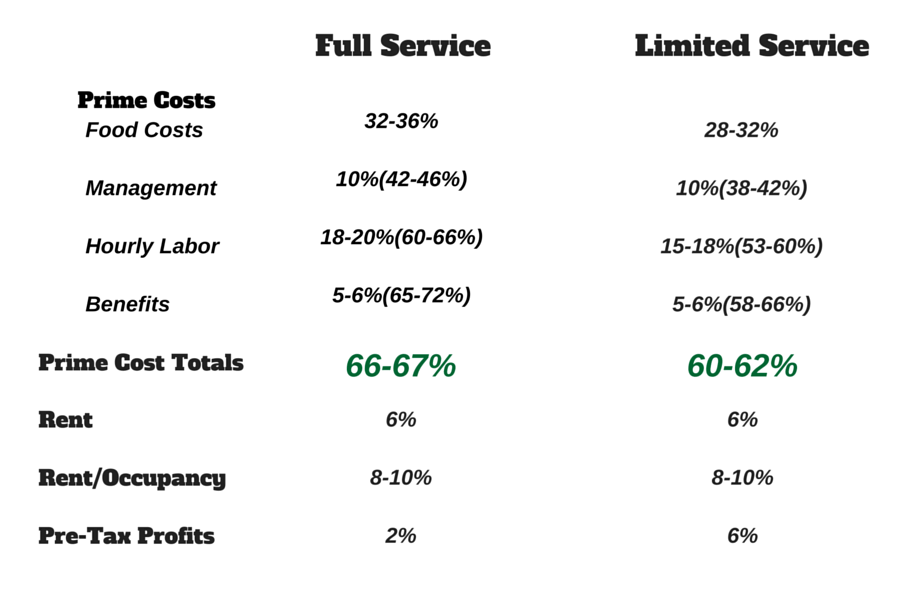 Full Service Limited Service
Prime Costs
Food Costs 32-36% 28-32%
Management 10%(42-46%) 10%(38-42%)
Hourly Labor 18-20%(60-66%) 15-18%(53-60%)
Benefits 5-6%(65-72%) 5-6%(58-66%)
Prime Cost Totals 66-67% 60-62%
Rent 6% 6%
Rent/Occupancy 8-10% 8-10%
Pre-Tax Profits 2% 6%